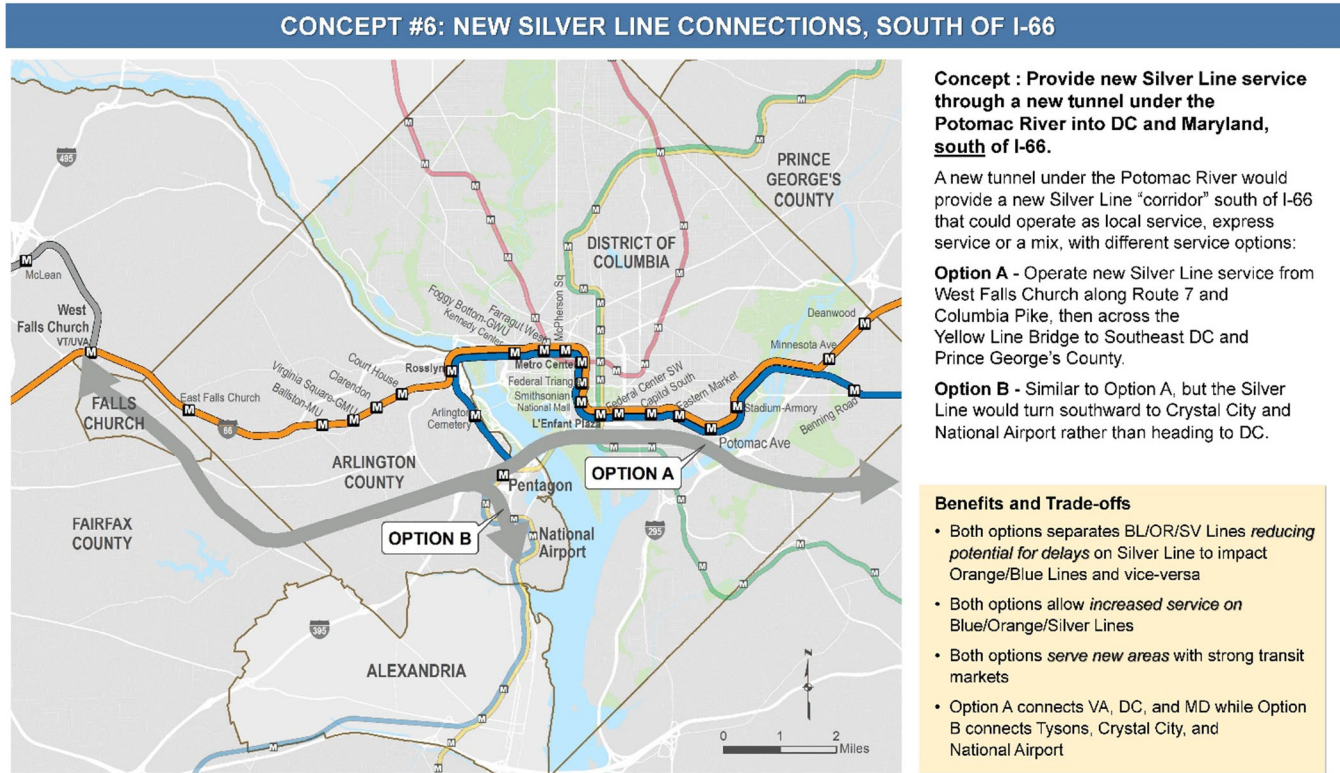 CONCEPT #6: NEW SILVER LINE CONNECTIONS, SOUTH OF I-66
495
McLean
West
Falls Church
VT/UVA
FALLS
CHURCH
East Falls Church
66
Ballston-MU
Virginia Square-GMU
Clarendon
Court House
Rosslyn
Arlington
Cemetery
Foggy Bottom-GWU
Kennedy Center
Farragut West
McPherson Sq
Metro Center
Federal Triang
Smithsonian
National Mall
L'Enfant Plaza
Federal Center SW
Capitol South
Eastern Market
Potomac Ave
Stadium-Armory
Benning Road
Minnesota Ave
Deanwood
PRINCE
GEORGE'S
COUNTY
DISTRICT OF
COLUMBIA
ARLINGTON
COUNTY
FAIRFAX
COUNTY
Pentagon
OPTION A
OPTION B
National
Airport
295
395
ALEXANDRIA
N
0 1 2
Miles
Concept : Provide new Silver Line service
through a new tunnel under the
Potomac River into DC and Maryland,
south of I-66.
A new tunnel under the Potomac River would
provide a new Silver Line “corridor” south of I-66
that could operate as local service, express
service or a mix, with different service options:
Option A - Operate new Silver Line service from
West Falls Church along Route 7 and
Columbia Pike, then across the
Yellow Line Bridge to Southeast DC and
Prince George’s County.
Option B - Similar to Option A, but the Silver
Line would turn southward to Crystal City and
National Airport rather than heading to DC.
Benefits and Trade-offs
• Both options separates BL/OR/SV Lines reducing
potential for delays on Silver Line to impact
Orange/Blue Lines and vice-versa
• Both options allow increased service on
Blue/Orange/Silver Lines
• Both options serve new areas with strong transit
markets
• Option A connects VA, DC, and MD while Option
B connects Tysons, Crystal City, and
National Airport